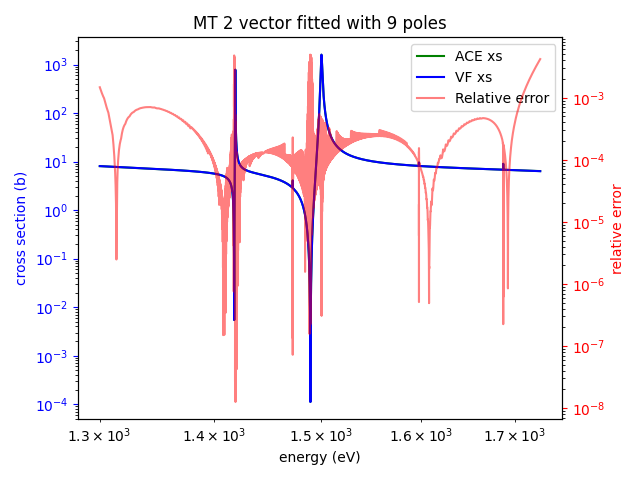 MT 2 vector fitted with 9 poles
ACE xs
VF xs
Relative error
cross section (b)
10³
10²
10¹
10⁰
10⁻¹
10⁻²
10⁻³
10⁻⁴
10⁻³
10⁻⁴
10⁻⁵
10⁻⁶
10⁻⁷
10⁻⁸
relative error
1.3 × 10³ 1.4 × 10³ 1.5 × 10³ 1.6 × 10³ 1.7 × 10³
energy (eV)